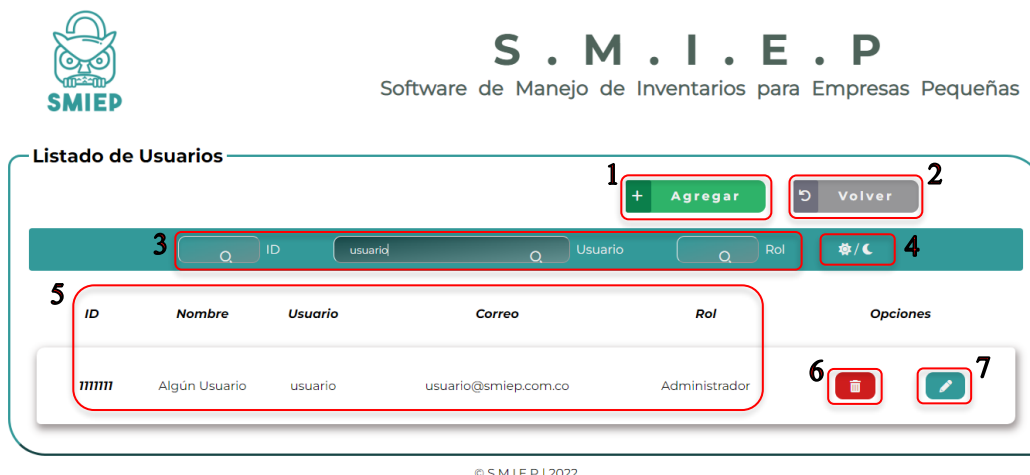 S . M . I . E . P
Software de Manejo de Inventarios para Empresas Pequeñas
SMIEP
Listado de Usuarios
1 + Agregar 2 Volver
3 ID usuario Usuario Rol / 4
5
ID Nombre Usuario Correo Rol Opciones
1111111 Algún Usuario usuario usuario@smiep.com.co Administrador 6 7
© S.M.I.E.P | 2022